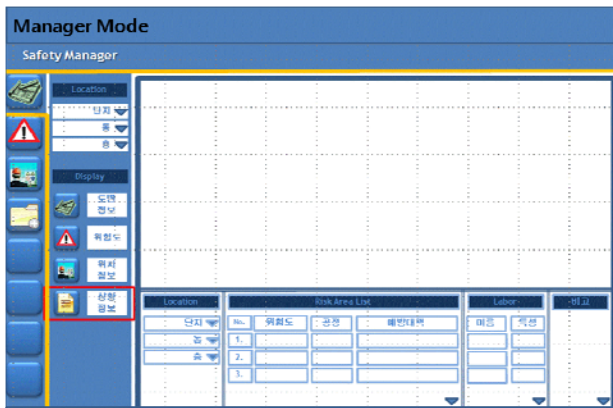 Manager Mode
Safety Manager
Location
단지
동
층
Display
도면
정보
위험도
위치
정보
상황
정보
Location
Risk Area List
Labor
비고
단지
No.
위험도
공정
예방대책
이름
특성
동
1.
층
2.
3.